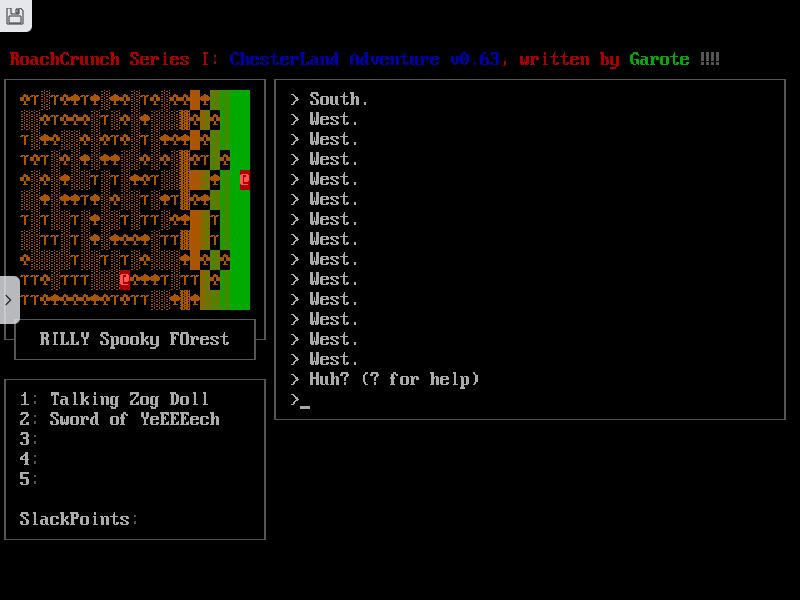 RoachCrunch Series I: ChesterLand Adventure v0.63, written by Garote !!!!
> South.
> West.
> West.
> West.
> West.
> West.
> West.
> West.
> West.
> West.
> West.
> West.
> West.
> West.
> Huh? (? for help)
>_
RILLY Spooky FOrest
1: Talking Zog Doll
2: Sword of YeEEEech
3:
4:
5:
SlackPoints: